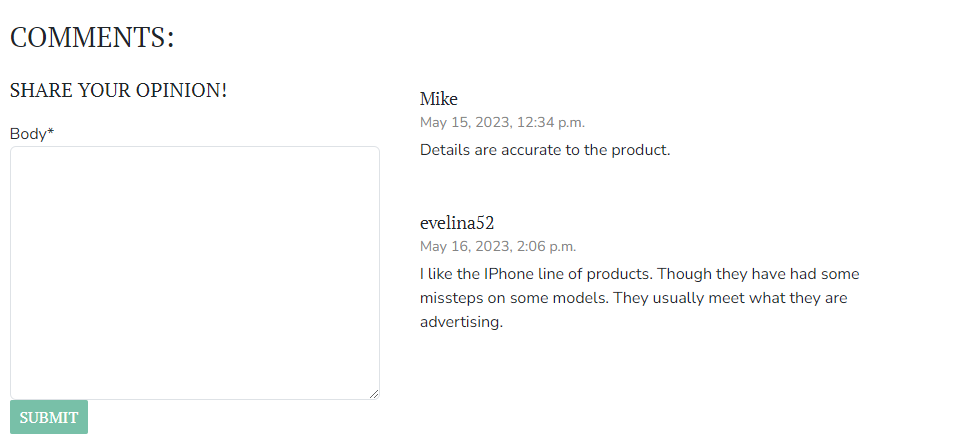 COMMENTS:
SHARE YOUR OPINION!
Body*
SUBMIT
Mike
May 15, 2023, 12:34 p.m.
Details are accurate to the product.
evelina52
May 16, 2023, 2:06 p.m.
I like the IPhone line of products. Though they have had some
missteps on some models. They usually meet what they are
advertising.